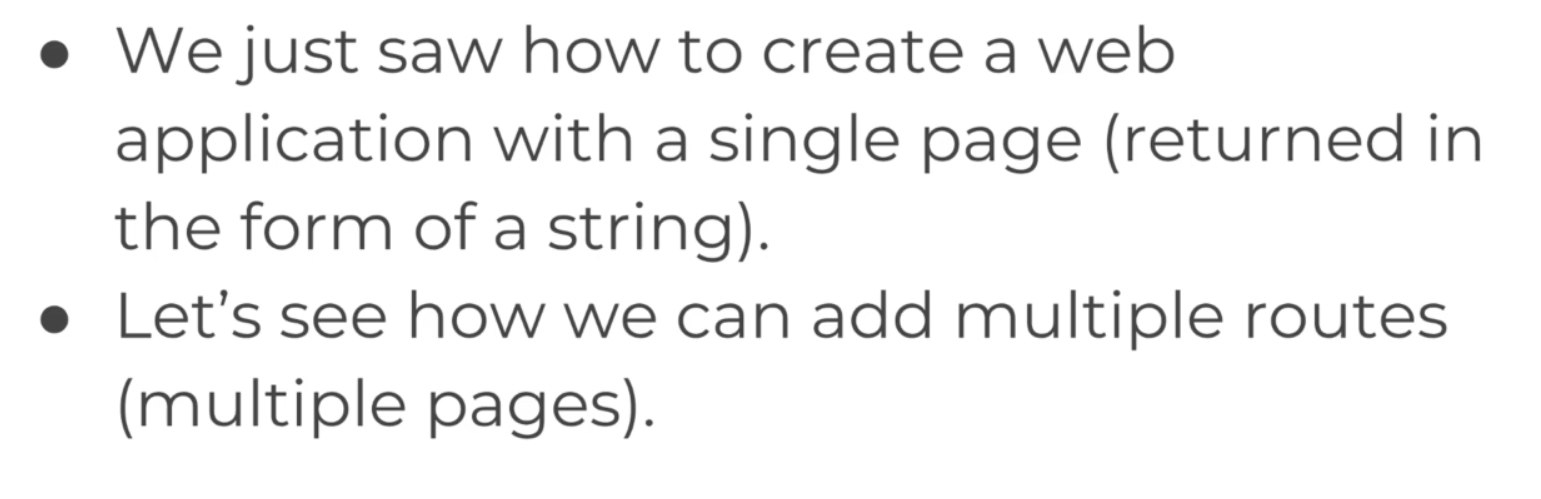 ● We just saw how to create a web
application with a single page (returned in
the form of a string).
● Let’s see how we can add multiple routes
(multiple pages).